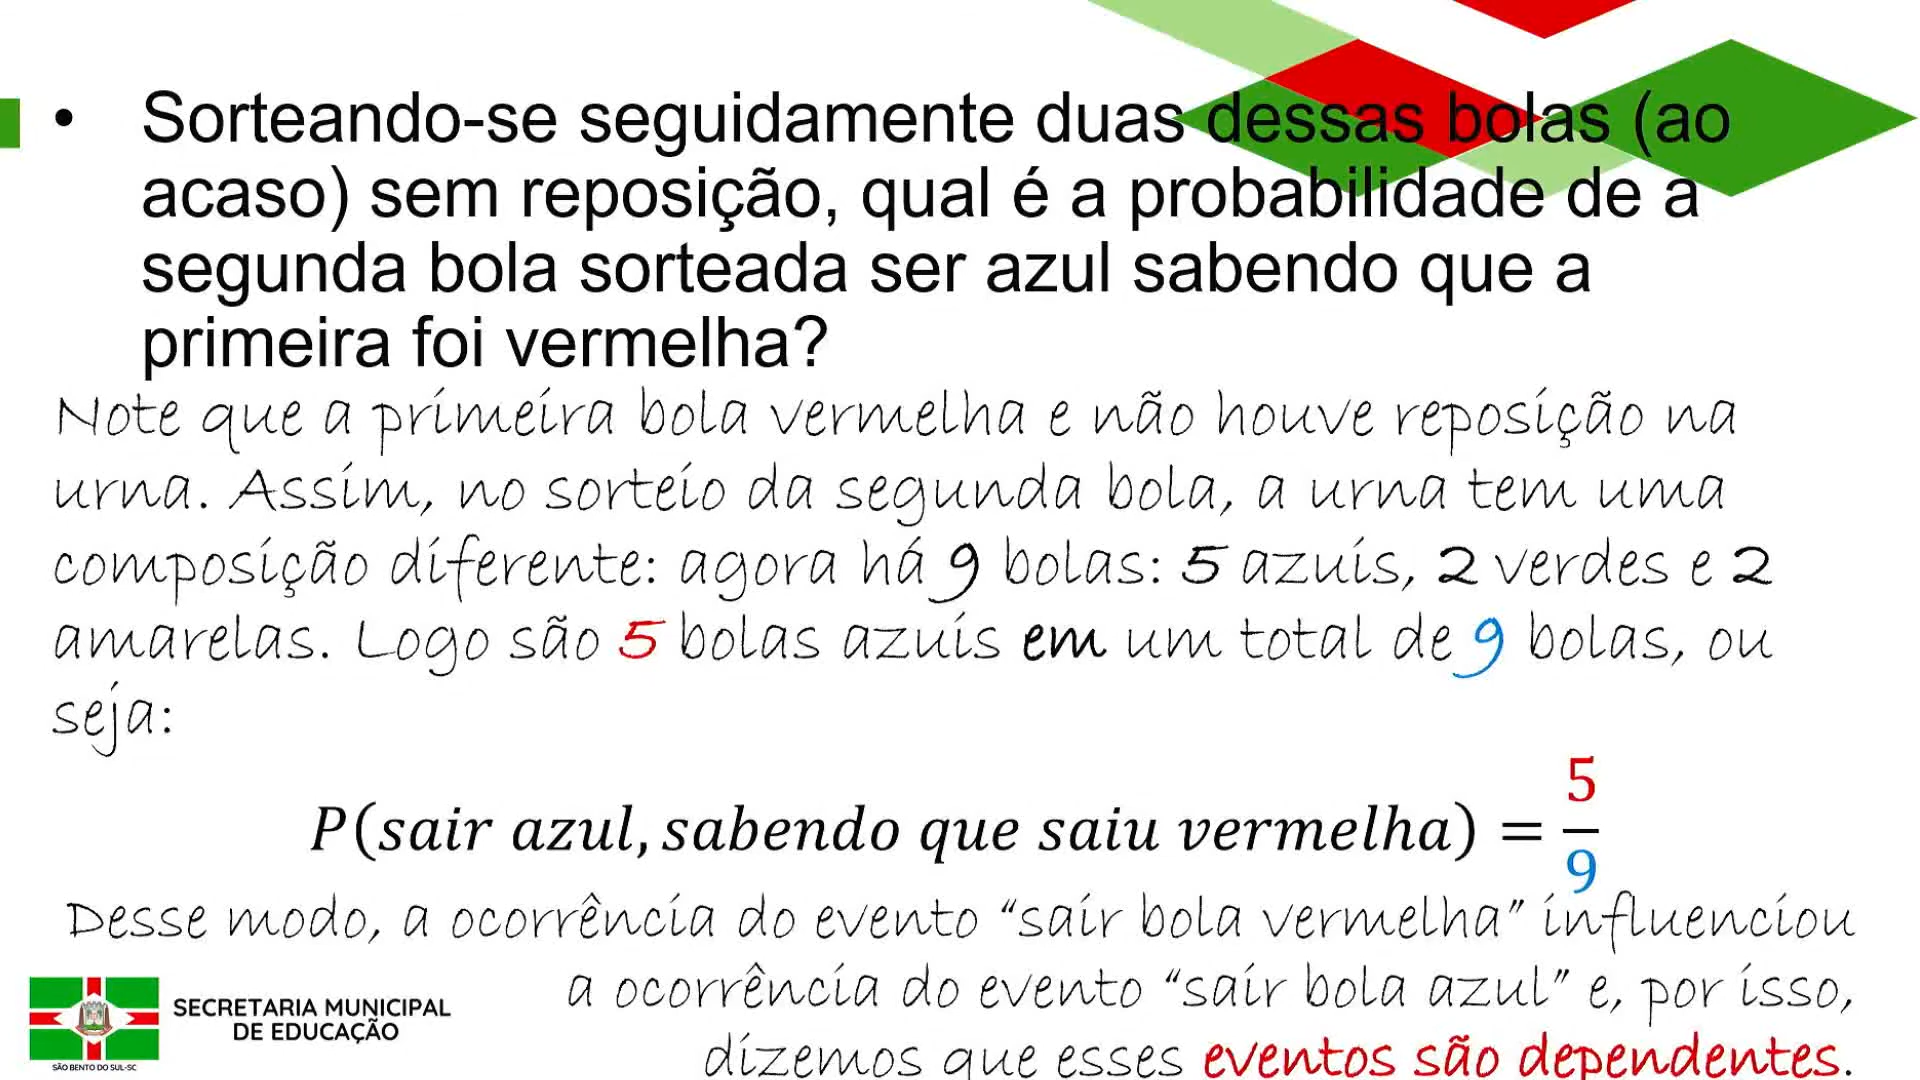 • Sorteando-se seguidamente duas dessas bolas (ao
acaso) sem reposição, qual é a probabilidade de a
segunda bola sorteada ser azul sabendo que a
primeira foi vermelha?
Note que a primeira bola vermelha e não houve reposição na
urna. Assim, no sorteio da segunda bola, a urna tem uma
composição diferente: agora há 9 bolas: 5 azuis, 2 verdes e 2
amarelas. Logo são 5 bolas azuis em um total de 9 bolas, ou
seja:
P(sair azul, sabendo que saiu vermelha) = 5/9
Desse modo, a ocorrência do evento “sair bola vermelha” influenciou
a ocorrência do evento “sair bola azul” e, por isso,
dizemos que esses eventos são dependentes.
SECRETARIA MUNICIPAL
DE EDUCAÇÃO
SÃO BENTO DO SUL-SC